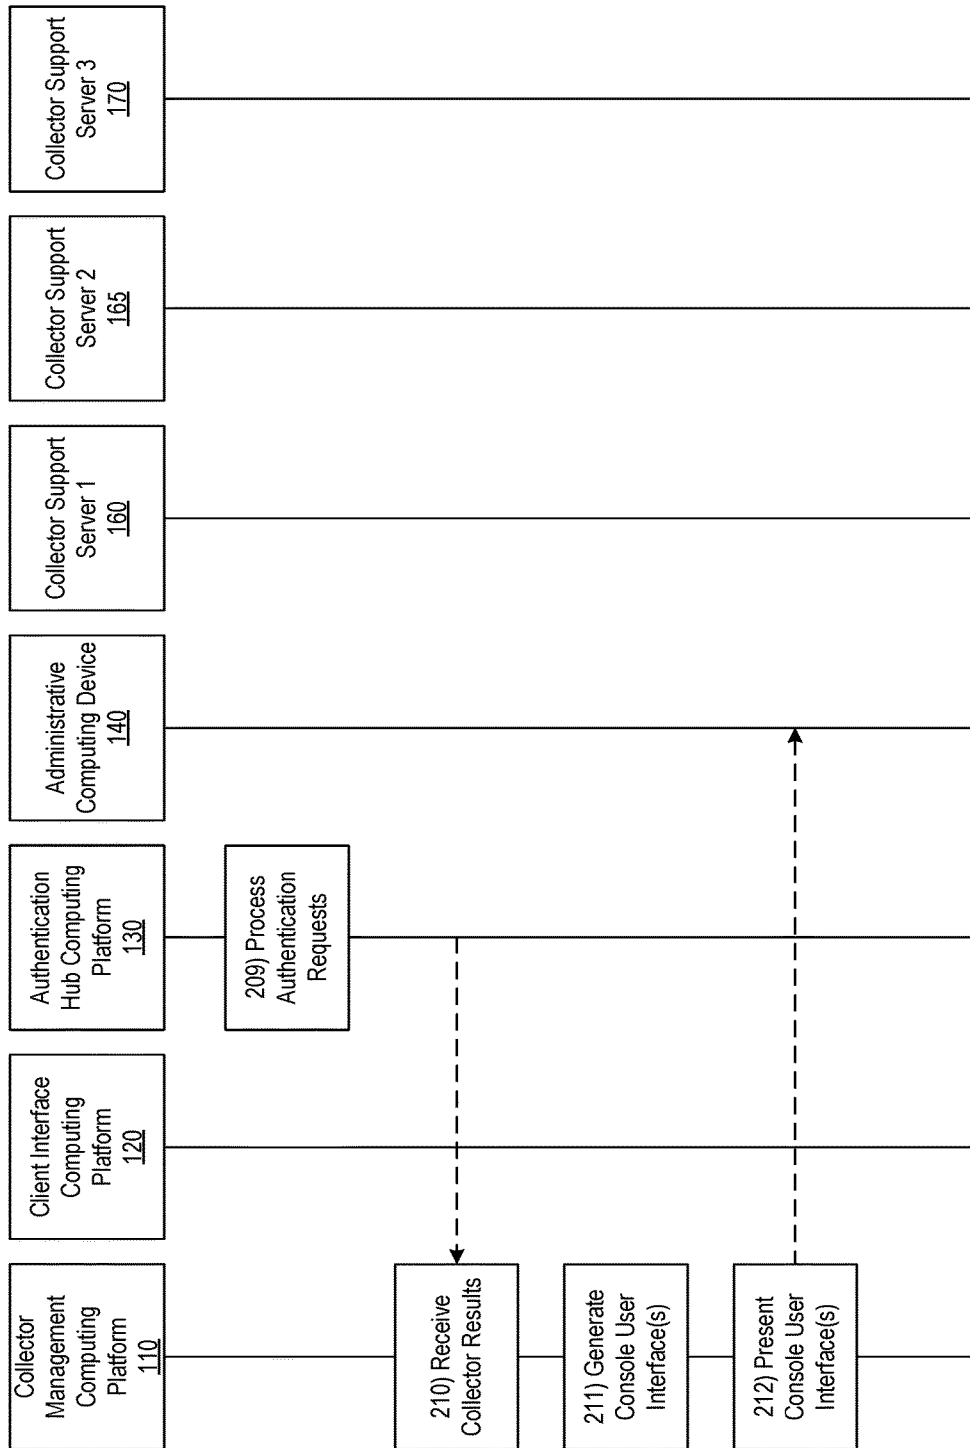 Collector
Management
Computing
Platform
110
Client Interface
Computing
Platform
120
Authentication
Hub Computing
Platform
130
Administrative
Computing Device
140
Collector Support
Server 1
160
Collector Support
Server 2
165
Collector Support
Server 3
170
209) Process
Authentication
Requests
210) Receive
Collector Results
211) Generate
Console User
Interface(s)
212) Present
Console User
Interface(s)